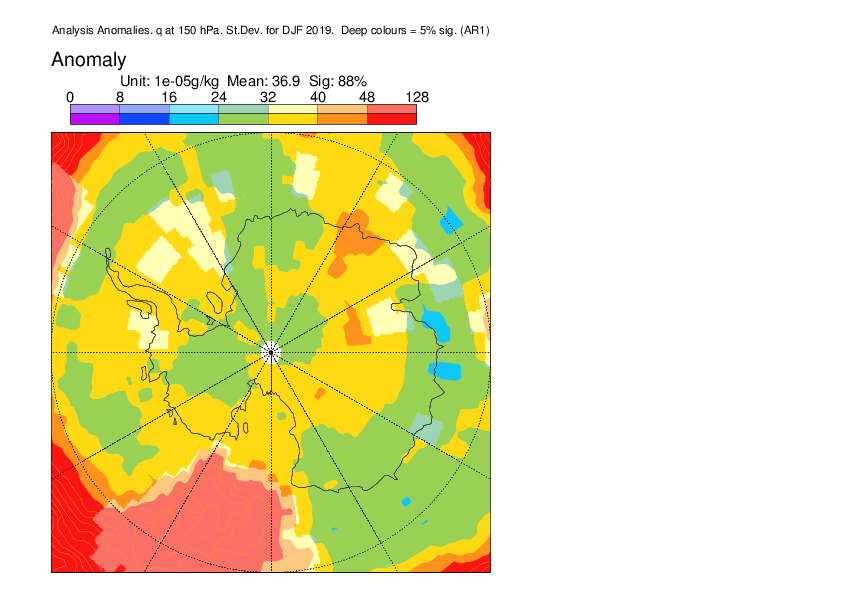 Analysis Anomalies. q at 150 hPa. St.Dev. for DJF 2019.  Deep colours = 5% sig. (AR1)
Anomaly
Unit: 1e-05g/kg  Mean: 36.9  Sig: 88%
0 8 16 24 32 40 48 128